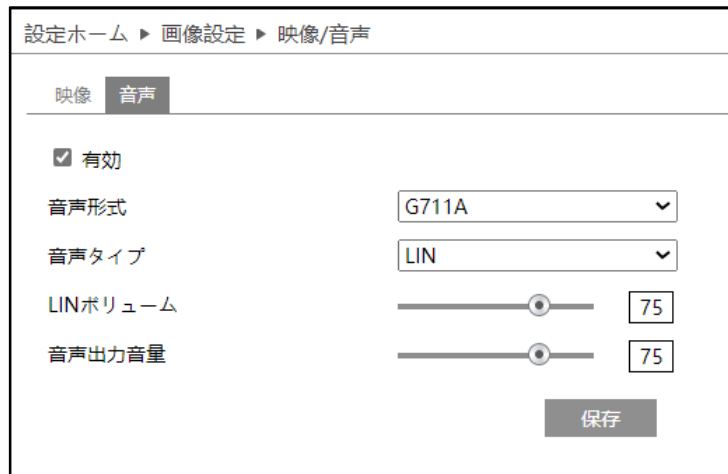 設定ホーム ▶ 画像設定 ▶ 映像/音声
映像 音声
有効
音声形式 G711A
音声タイプ LIN
LINボリューム 75
音声出力音量 75
保存